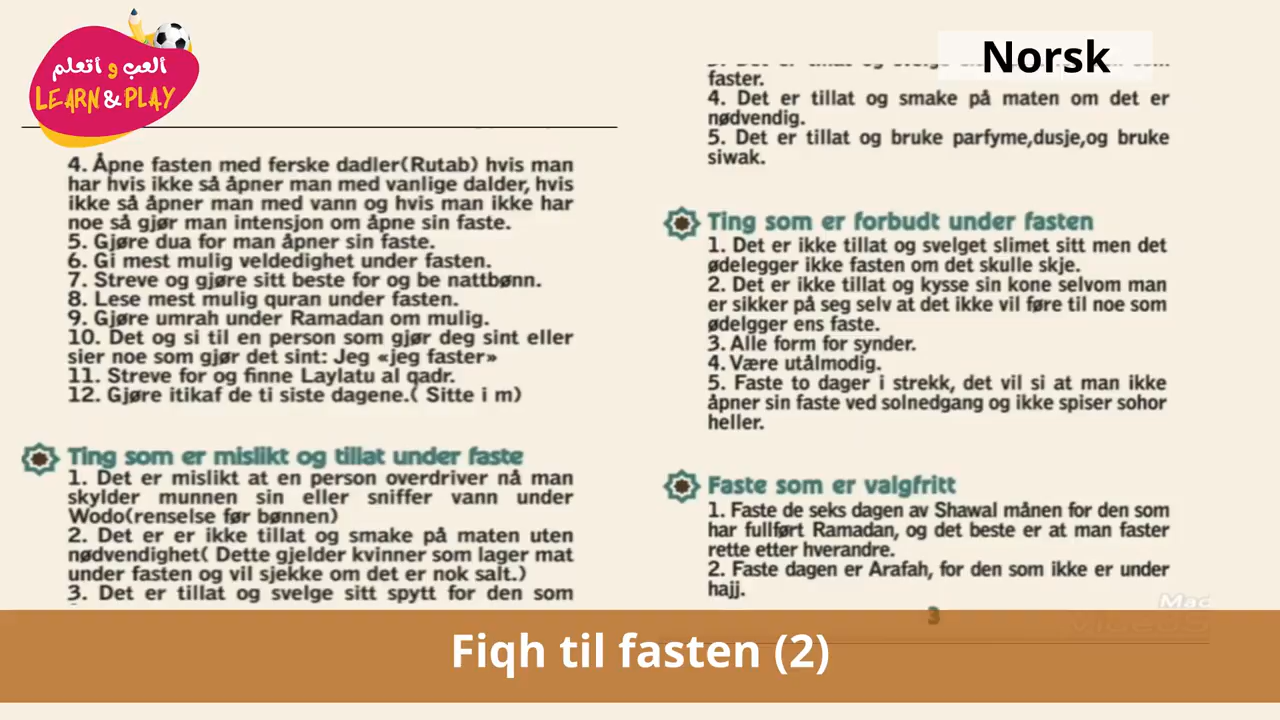 العب و أتعلم
LEARN & PLAY
Norsk
4. Åpne fasten med ferske dadler(Rutab) hvis man
har hvis ikke så åpner man med vanlige dalder, hvis
ikke så åpner man med vann og hvis man ikke har
noe så gjør man intensjon om åpne sin faste.
5. Gjøre dua for man åpner sin faste.
6. Gi mest mulig veldedighet under fasten.
7. Streve og gjøre sitt beste for og be nattbønn.
8. Lese mest mulig quran under fasten.
9. Gjøre umrah under Ramadan om mulig.
10. Det og si til en person som gjør deg sint eller
sier noe som gjør det sint: Jeg «jeg faster»
11. Streve for og finne Laylatu al qadr.
12. Gjøre itikaf de ti siste dagene.( Sitte i m)
Ting som er mislikt og tillat under faste
1. Det er mislikt at en person overdriver nå man
skylder munnen sin eller sniffer vann under
Wodo(renselse før bønnen)
2. Det er er ikke tillat og smake på maten uten
nødvendighet( Dette gjelder kvinner som lager mat
under fasten og vil sjekke om det er nok salt.)
3. Det er tillat og svelge sitt spytt for den som
faster.
4. Det er tillat og smake på maten om det er
nødvendig.
5. Det er tillat og bruke parfyme,dusje,og bruke
siwak.
Ting som er forbudt under fasten
1. Det er ikke tillat og svelget slimet sitt men det
ødelegger ikke fasten om det skulle skje.
2. Det er ikke tillat og kysse sin kone selvom man
er sikker på seg selv at det ikke vil føre til noe som
ødelgger ens faste.
3. Alle form for synder.
4. Være utålmodig.
5. Faste to dager i strekk, det vil si at man ikke
åpner sin faste ved solnedgang og ikke spiser sohor
heller.
Faste som er valgfritt
1. Faste de seks dagen av Shawal månen for den som
har fullført Ramadan, og det beste er at man faster
rette etter hverandre.
2. Faste dagen er Arafah, for den som ikke er under
hajj.
3
Fiqh til fasten (2)